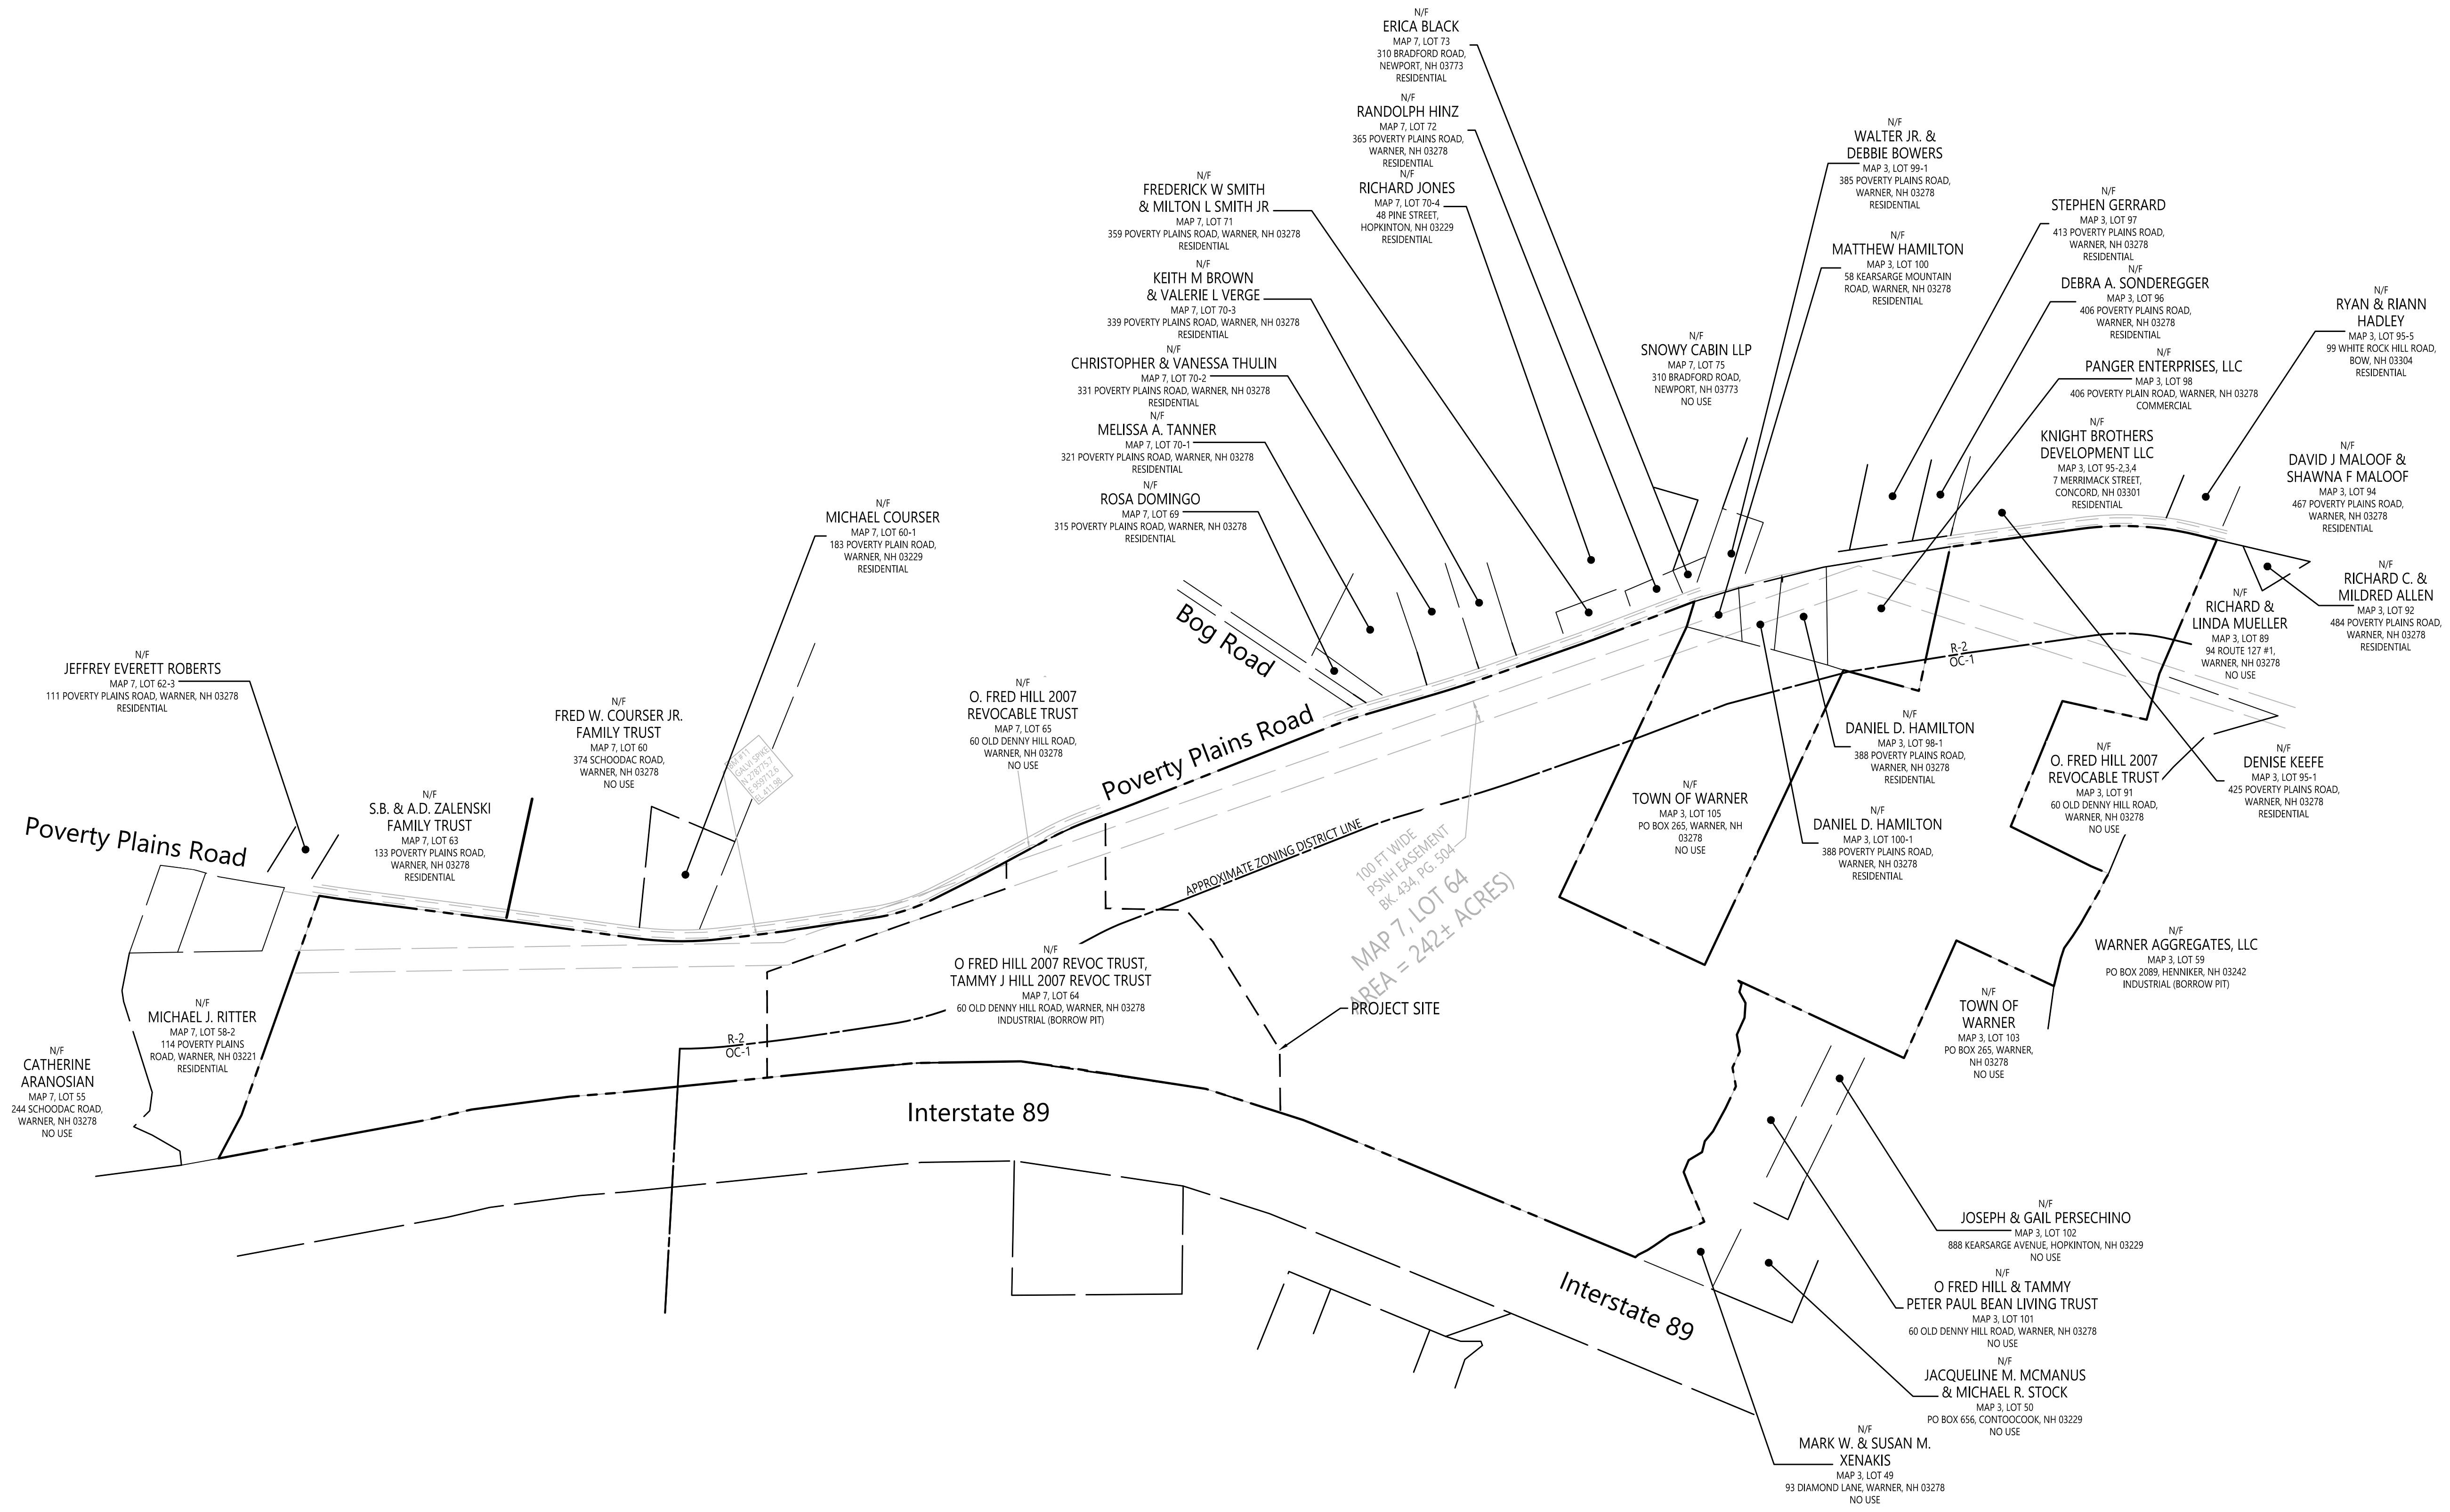 N/F
ERICA BLACK
MAP 7, LOT 73
310 BRADFORD ROAD,
NEWPORT, NH 03773
RESIDENTIAL
N/F
RANDOLPH HINZ
MAP 7, LOT 72
365 POVERTY PLAINS ROAD,
WARNER, NH 03278
RESIDENTIAL
N/F
RICHARD JONES
MAP 7, LOT 70-4
48 PINE STREET,
HOPKINTON, NH 03229
RESIDENTIAL
N/F
FREDERICK W SMITH
& MILTON L SMITH JR
MAP 7, LOT 71
359 POVERTY PLAINS ROAD, WARNER, NH 03278
RESIDENTIAL
N/F
KEITH M BROWN
& VALERIE L VERGE
MAP 7, LOT 70-3
339 POVERTY PLAINS ROAD, WARNER, NH 03278
RESIDENTIAL
N/F
CHRISTOPHER & VANESSA THULIN
MAP 7, LOT 70-2
331 POVERTY PLAINS ROAD, WARNER, NH 03278
RESIDENTIAL
N/F
MELISSA A. TANNER
MAP 7, LOT 70-1
321 POVERTY PLAINS ROAD, WARNER, NH 03278
RESIDENTIAL
N/F
ROSA DOMINGO
MAP 7, LOT 69
315 POVERTY PLAINS ROAD, WARNER, NH 03278
RESIDENTIAL
N/F
WALTER JR. &
DEBBIE BOWERS
MAP 3, LOT 99-1
385 POVERTY PLAINS ROAD,
WARNER, NH 03278
RESIDENTIAL
N/F
MATTHEW HAMILTON
MAP 3, LOT 100
58 KEARSARGE MOUNTAIN
ROAD, WARNER, NH 03278
RESIDENTIAL
N/F
SNOWY CABIN LLP
MAP 7, LOT 75
310 BRADFORD ROAD,
NEWPORT, NH 03773
NO USE
N/F
STEPHEN GERRARD
MAP 3, LOT 97
413 POVERTY PLAINS ROAD,
WARNER, NH 03278
RESIDENTIAL
N/F
DEBRA A. SONDEREGGER
MAP 3, LOT 96
406 POVERTY PLAINS ROAD,
WARNER, NH 03278
RESIDENTIAL
N/F
PANGER ENTERPRISES, LLC
MAP 3, LOT 98
406 POVERTY PLAIN ROAD, WARNER, NH 03278
COMMERCIAL
N/F
KNIGHT BROTHERS
DEVELOPMENT LLC
MAP 3, LOT 95-2,3,4
7 MERRIMACK STREET,
CONCORD, NH 03301
RESIDENTIAL
N/F
RYAN & RIANN
HADLEY
MAP 3, LOT 95-5
99 WHITE ROCK HILL ROAD,
BOW, NH 03304
RESIDENTIAL
N/F
DAVID J MALOOF &
SHAWNA F MALOOF
MAP 3, LOT 94
467 POVERTY PLAINS ROAD,
WARNER, NH 03278
RESIDENTIAL
N/F
RICHARD C. &
MILDRED ALLEN
MAP 3, LOT 92
484 POVERTY PLAINS ROAD,
WARNER, NH 03278
RESIDENTIAL
N/F
RICHARD &
LINDA MUELLER
MAP 3, LOT 89
94 ROUTE 127 #1,
WARNER, NH 03278
NO USE
N/F
MICHAEL COURSER
MAP 7, LOT 60-1
183 POVERTY PLAIN ROAD,
WARNER, NH 03229
RESIDENTIAL
N/F
JEFFREY EVERETT ROBERTS
MAP 7, LOT 62-3
111 POVERTY PLAINS ROAD, WARNER, NH 03278
RESIDENTIAL
N/F
FRED W. COURSER JR.
FAMILY TRUST
MAP 7, LOT 60
374 SCHOODAC ROAD,
WARNER, NH 03278
NO USE
N/F
S.B. & A.D. ZALENSKI
FAMILY TRUST
MAP 7, LOT 63
133 POVERTY PLAINS ROAD,
WARNER, NH 03278
RESIDENTIAL
GALV SPIKE
EL 411.98
N/F
O. FRED HILL 2007
REVOCABLE TRUST
MAP 7, LOT 65
60 OLD DENNY HILL ROAD,
WARNER, NH 03278
NO USE
Bog Road
Poverty Plains Road
Poverty Plains Road
R-2
OC-1
APPROXIMATE ZONING DISTRICT LINE
100 FT WIDE
PSNH EASEMENT
BK. 434, PG. 504
MAP 7, LOT 64
AREA = 242± ACRES)
N/F
TOWN OF WARNER
MAP 3, LOT 105
PO BOX 265, WARNER, NH
03278
NO USE
N/F
DANIEL D. HAMILTON
MAP 3, LOT 98-1
388 POVERTY PLAINS ROAD,
WARNER, NH 03278
RESIDENTIAL
N/F
DANIEL D. HAMILTON
MAP 3, LOT 100-1
388 POVERTY PLAINS ROAD,
WARNER, NH 03278
RESIDENTIAL
N/F
O. FRED HILL 2007
REVOCABLE TRUST
MAP 3, LOT 91
60 OLD DENNY HILL ROAD,
WARNER, NH 03278
NO USE
N/F
DENISE KEEFE
MAP 3, LOT 95-1
425 POVERTY PLAINS ROAD,
WARNER, NH 03278
RESIDENTIAL
N/F
WARNER AGGREGATES, LLC
MAP 3, LOT 59
PO BOX 2089, HENNIKER, NH 03242
INDUSTRIAL (BORROW PIT)
N/F
TOWN OF
WARNER
MAP 3, LOT 103
PO BOX 265, WARNER,
NH 03278
NO USE
N/F
O FRED HILL 2007 REVOC TRUST,
TAMMY J HILL 2007 REVOC TRUST
MAP 7, LOT 64
60 OLD DENNY HILL ROAD, WARNER, NH 03278
INDUSTRIAL (BORROW PIT)
PROJECT SITE
N/F
MICHAEL J. RITTER
MAP 7, LOT 58-2
114 POVERTY PLAINS
ROAD, WARNER, NH 03221
RESIDENTIAL
N/F
CATHERINE
ARANOSIAN
MAP 7, LOT 55
244 SCHOODAC ROAD,
WARNER, NH 03278
NO USE
R-2
OC-1
Interstate 89
Interstate 89
N/F
JOSEPH & GAIL PERSECHINO
MAP 3, LOT 102
888 KEARSARGE AVENUE, HOPKINTON, NH 03229
NO USE
N/F
O FRED HILL & TAMMY
PETER PAUL BEAN LIVING TRUST
MAP 3, LOT 101
60 OLD DENNY HILL ROAD, WARNER, NH 03278
NO USE
N/F
JACQUELINE M. MCMANUS
& MICHAEL R. STOCK
MAP 3, LOT 50
PO BOX 656, CONTOOCOOK, NH 03229
NO USE
N/F
MARK W. & SUSAN M.
XENAKIS
MAP 3, LOT 49
93 DIAMOND LANE, WARNER, NH 03278
NO USE